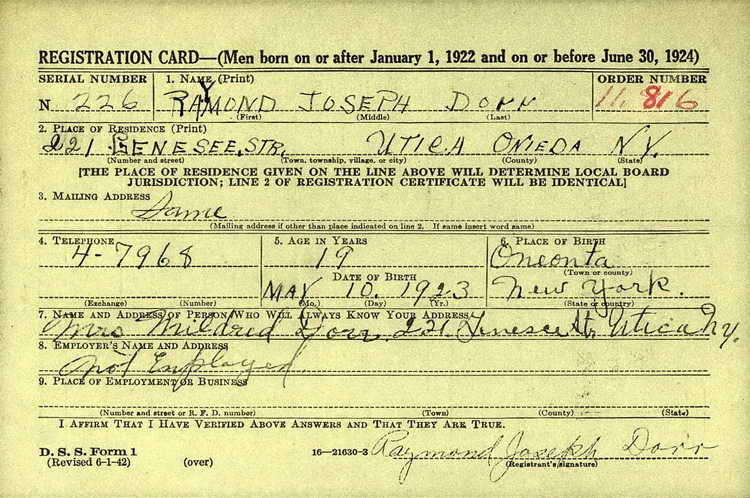 REGISTRATION CARD—(Men born on or after January 1, 1922 and on or before June 30, 1924)
SERIAL NUMBER 1. NAME (Print) ORDER NUMBER
N 226 RAYMOND JOSEPH DORR 11,816
(First) (Middle) (Last)
2. PLACE OF RESIDENCE (Print)
221 GENESEE, STR, UTICA ONIEDA N.Y.
(Number and street) (Town, township, village, or city) (County) (State)
[THE PLACE OF RESIDENCE GIVEN ON THE LINE ABOVE WILL DETERMINE LOCAL BOARD
JURISDICTION; LINE 2 OF REGISTRATION CERTIFICATE WILL BE IDENTICAL]
3. MAILING ADDRESS
Same
(Mailing address if other than place indicated on line 2. If same insert word same)
4. TELEPHONE 5. AGE IN YEARS 6. PLACE OF BIRTH
4-7968 19 Oneonta
(Town or county)
DATE OF BIRTH
MAY 10, 1923 New York.
(Exchange) (Number) (Mo.) (Day) (Yr.) (State or country)
7. NAME AND ADDRESS OF PERSON WHO WILL ALWAYS KNOW YOUR ADDRESS
Mrs Mildred Dorr 221 Genesee St, Utica Ny.
8. EMPLOYER'S NAME AND ADDRESS
Not Employed
9. PLACE OF EMPLOYMENT OR BUSINESS
(Number and street or R. F. D. number) (Town) (County) (State)
I AFFIRM THAT I HAVE VERIFIED ABOVE ANSWERS AND THAT THEY ARE TRUE.
D. S. S. Form 1
(Revised 6-1-42) (over) 16—21630-3 Raymond Joseph Dorr
(Registrant's signature)